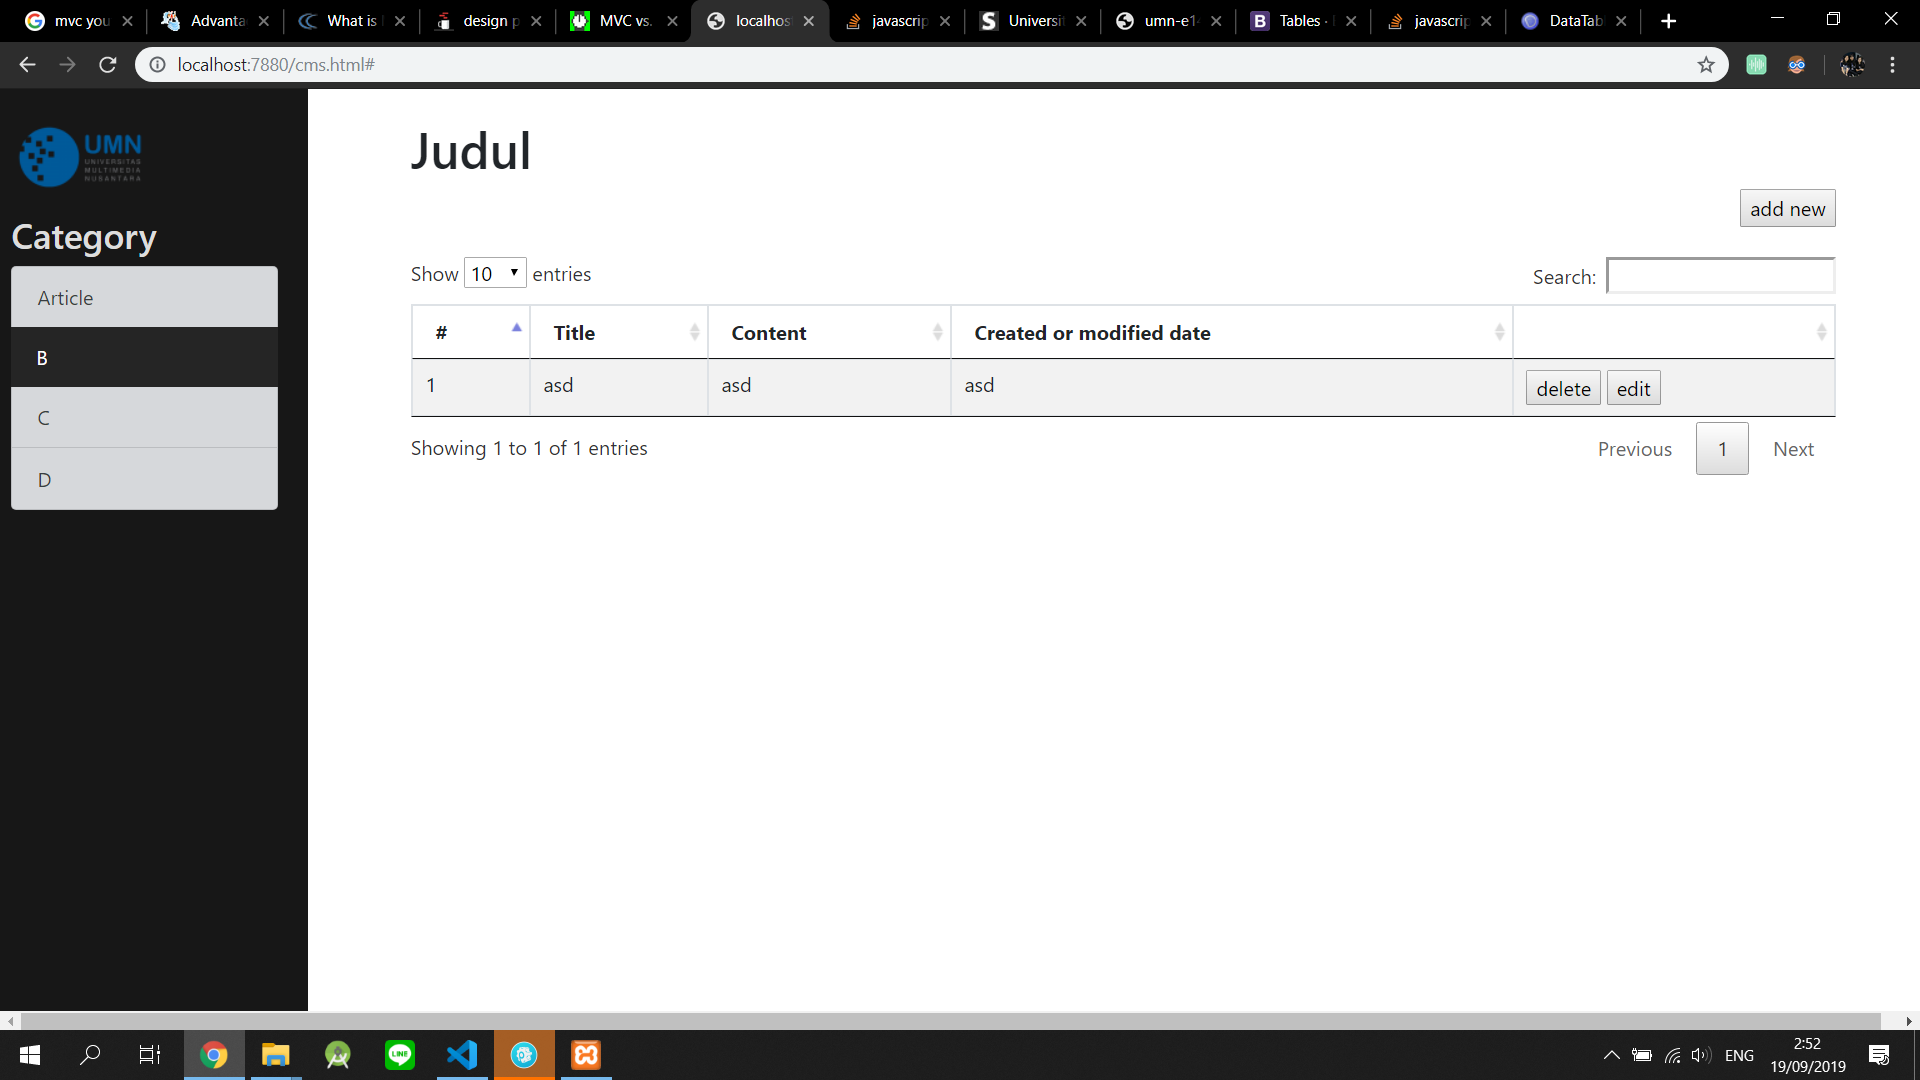 mvc you
Advanta
What is
design p
MVC vs.
localhos
javascrip
Universit
umn-e1
Tables ·
javascrip
DataTab
localhost:7880/cms.html#
UMN
UNIVERSITAS
MULTIMEDIA
NUSANTARA
Category
Article
B
C
D
Judul
add new
Show 10 entries
Search:
# Title Content Created or modified date
1 asd asd asd delete edit
Showing 1 to 1 of 1 entries
Previous 1 Next
LINE
ENG
2:52
19/09/2019